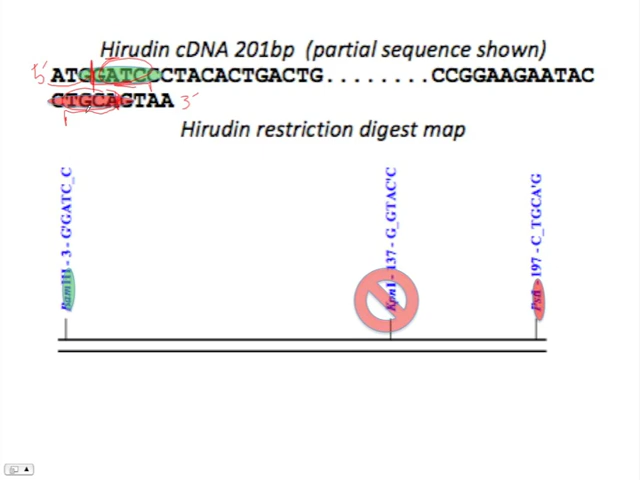 Hirudin cDNA 201bp (partial sequence shown)
5' ATGGATCCCTACACTGACTG........CCGGAAGAATAC
CTGCAGTAA 3'
Hirudin restriction digest map
BamHI - 3 - G'GATC_C
KpnI - 137 - G_GTAC'C
PstI - 197 - C_TGCA'G